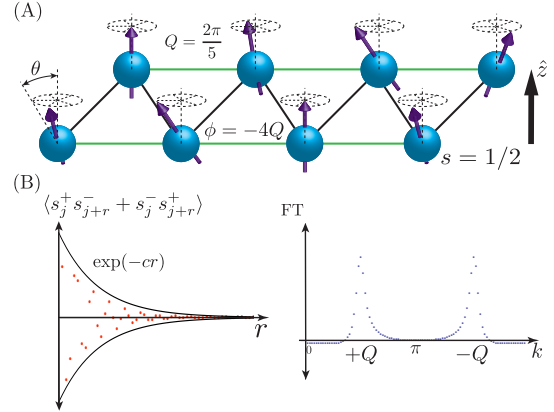 (A)
Q = 2π/5
θ
ẑ
ϕ = −4Q
s = 1/2
(B)
⟨s_j^+ s_{j+r}^− + s_j^− s_{j+r}^+⟩
FT
exp(−cr)
r
0
+Q
π
−Q
k